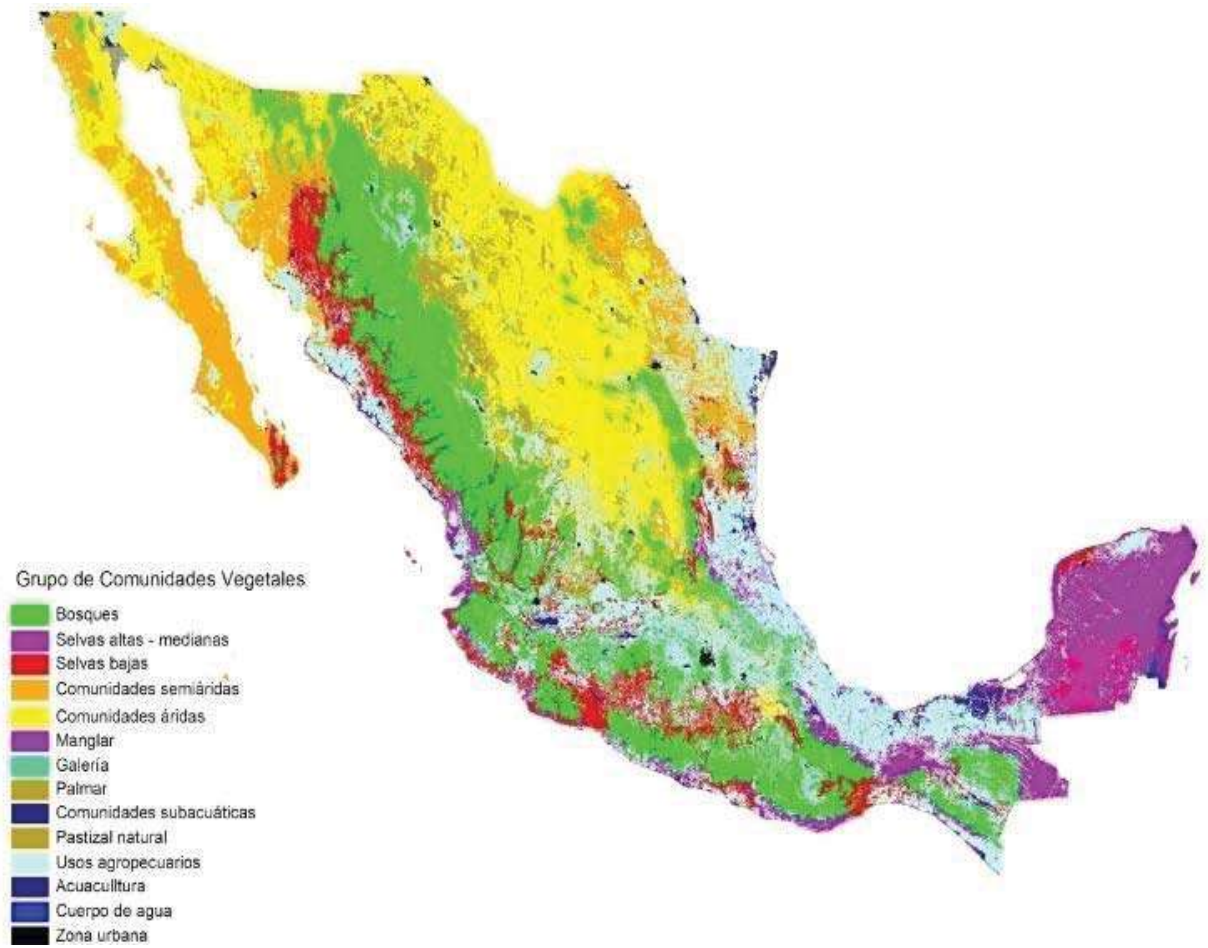 Grupo de Comunidades Vegetales
Bosques
Selvas altas - medianas
Selvas bajas
Comunidades semiáridas
Comunidades áridas
Manglar
Galería
Palmar
Comunidades subacuáticas
Pastizal natural
Usos agropecuarios
Acuacultura
Cuerpo de agua
Zona urbana